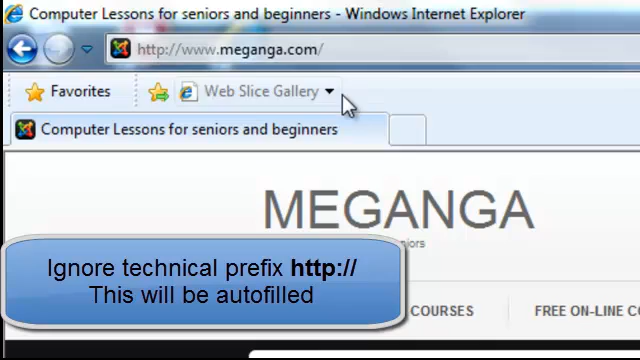 Computer Lessons for seniors and beginners - Windows Internet Explorer
http://www.meganga.com/
Favorites Web Slice Gallery
Computer Lessons for seniors and beginners
MEGANGA
Ignore technical prefix http://
This will be autofilled
COURSES FREE ON-LINE